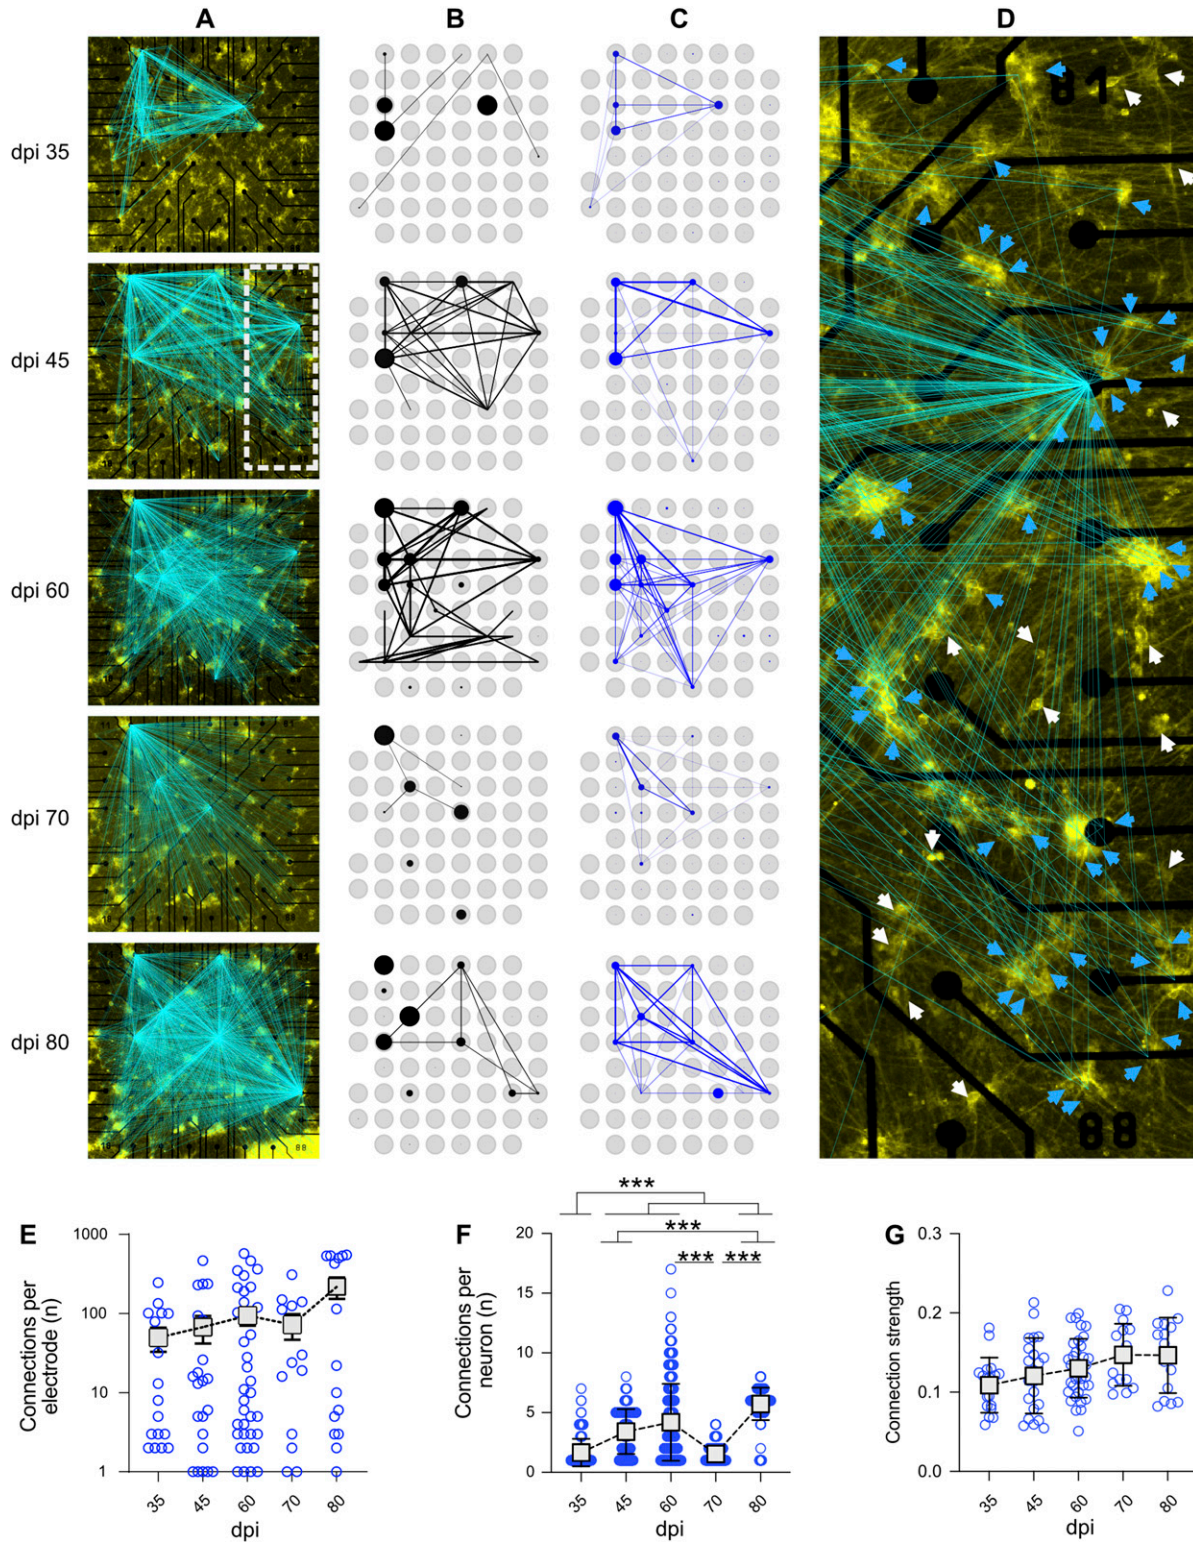 A B C D
dpi 35
dpi 45
dpi 60
dpi 70
dpi 80
81
88
88
88
88
E
Connections per
electrode (n)
1000
100
10
1
35 45 60 70 80
dpi
F
Connections per
neuron (n)
***
***
*** ***
20
15
10
5
0
35 45 60 70 80
dpi
G
Connection strength
0.3
0.2
0.1
0.0
35 45 60 70 80
dpi